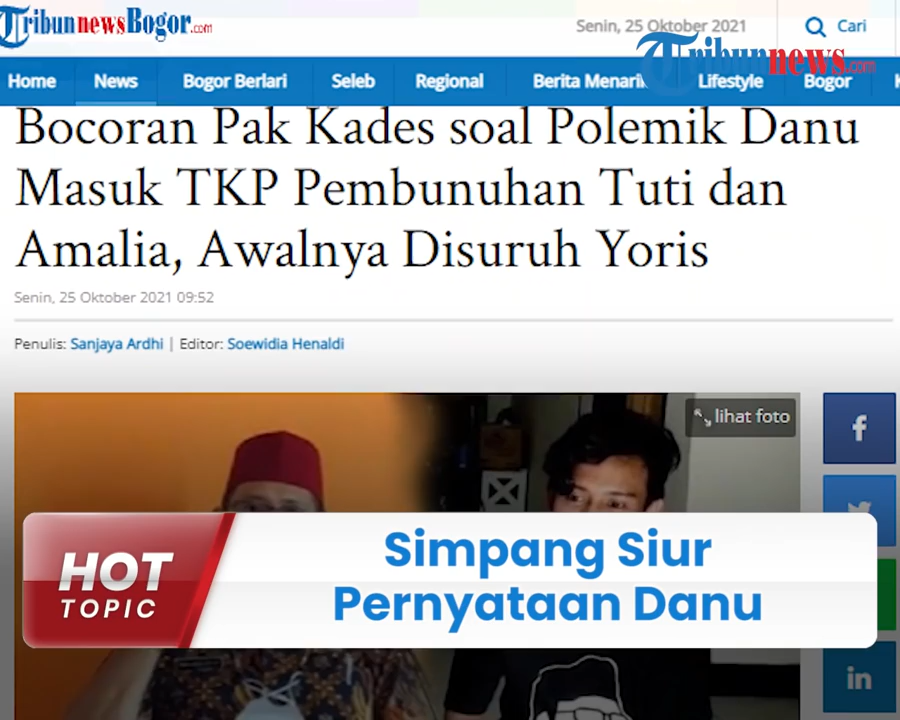 TribunnewsBogor.com
Senin, 25 Oktober 2021
Cari
Tribunnews.com
Home News Bogor Berlari Seleb Regional Berita Menarik Lifestyle Bogor
Bocoran Pak Kades soal Polemik Danu
Masuk TKP Pembunuhan Tuti dan
Amalia, Awalnya Disuruh Yoris
Senin, 25 Oktober 2021 09:52
Penulis: Sanjaya Ardhi | Editor: Soewidia Henaldi
lihat foto
f
HOT
TOPIC
Simpang Siur
Pernyataan Danu
in